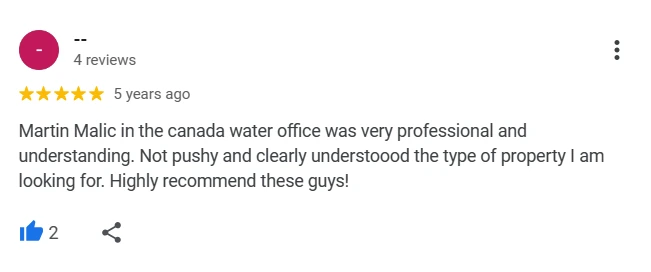 -
--
4 reviews
5 years ago
Martin Malic in the canada water office was very professional and
understanding. Not pushy and clearly understoood the type of property I am
looking for. Highly recommend these guys!
2